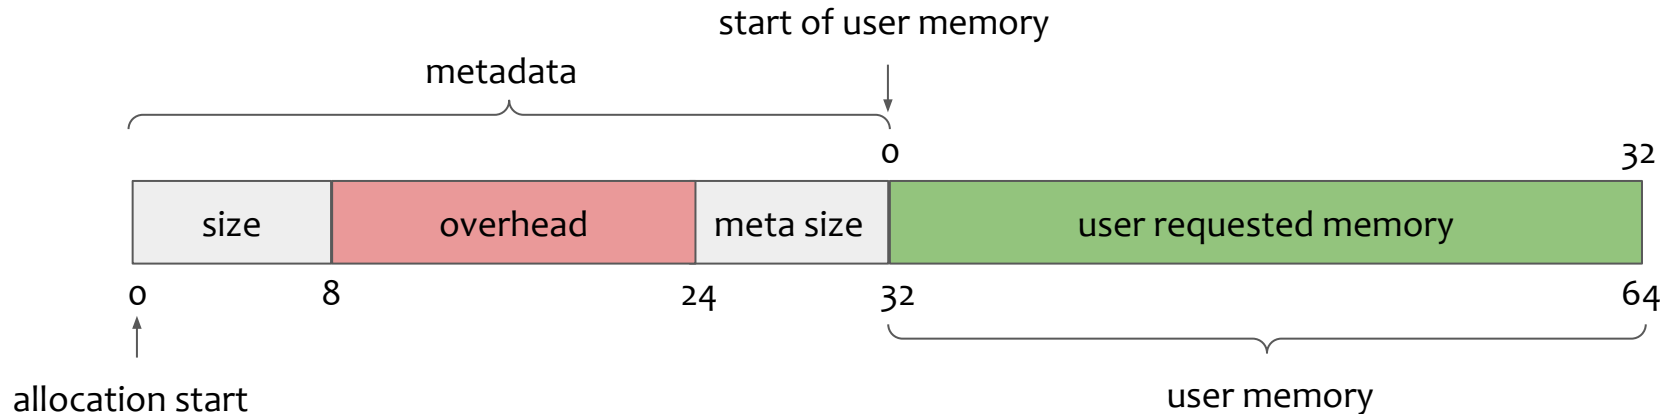 start of user memory
metadata
0 32
size overhead meta size user requested memory
0 8 24 32 64
allocation start user memory